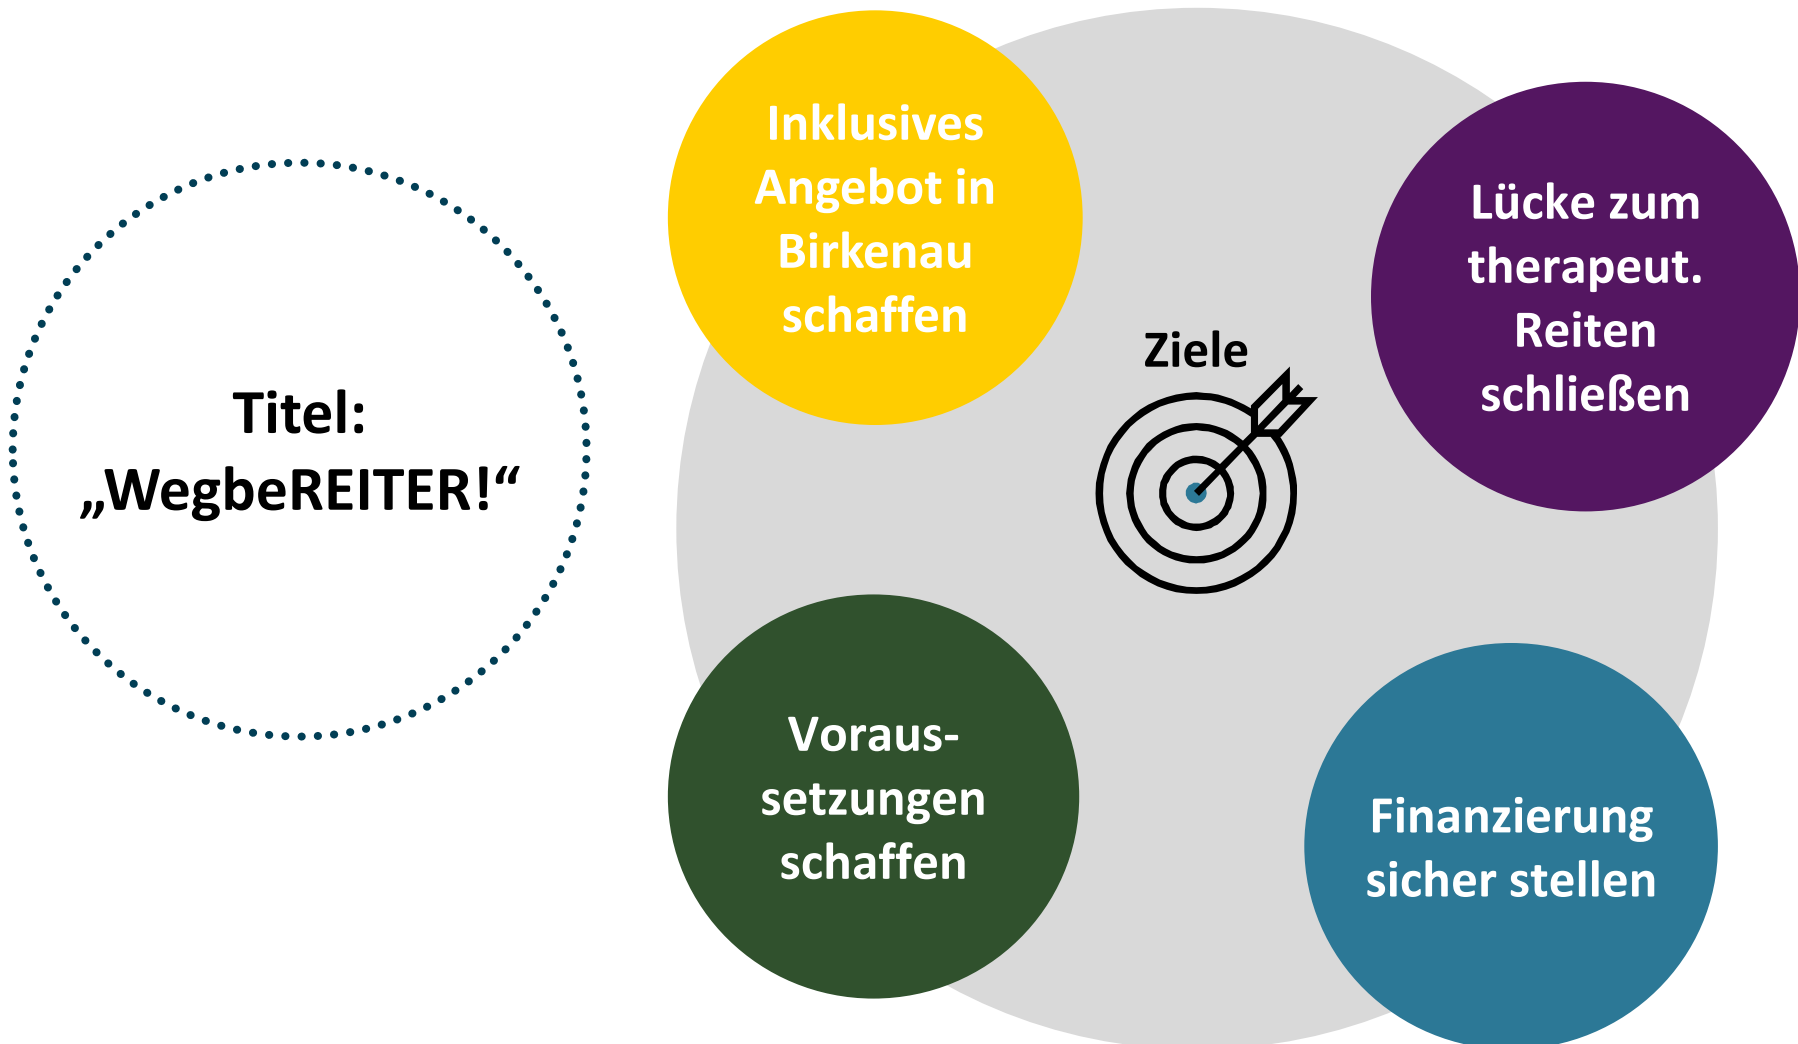 Titel:
„WegbeREITER!“
Inklusives
Angebot in
Birkenau
schaffen
Lücke zum
therapeut.
Reiten
schließen
Ziele
Voraus-
setzungen
schaffen
Finanzierung
sicher stellen